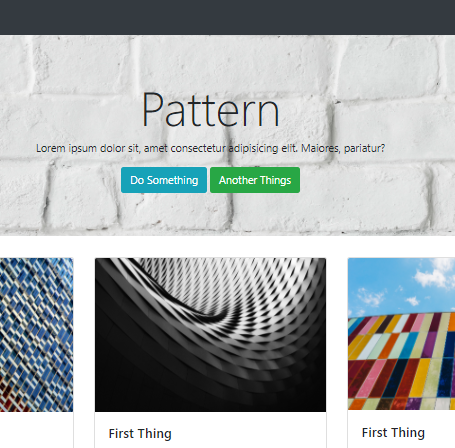 Pattern
Lorem ipsum dolor sit, amet consectetur adipisicing elit. Maiores, pariatur?
Do Something
Another Things
First Thing
First Thing